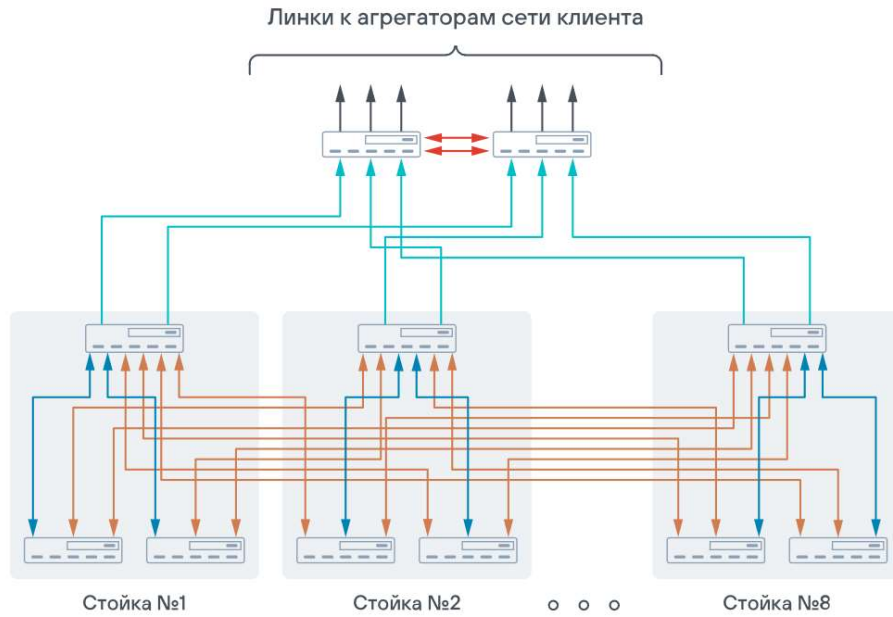 Линки к агрегаторам сети клиента
Стойка №1
Стойка №2
Стойка №8